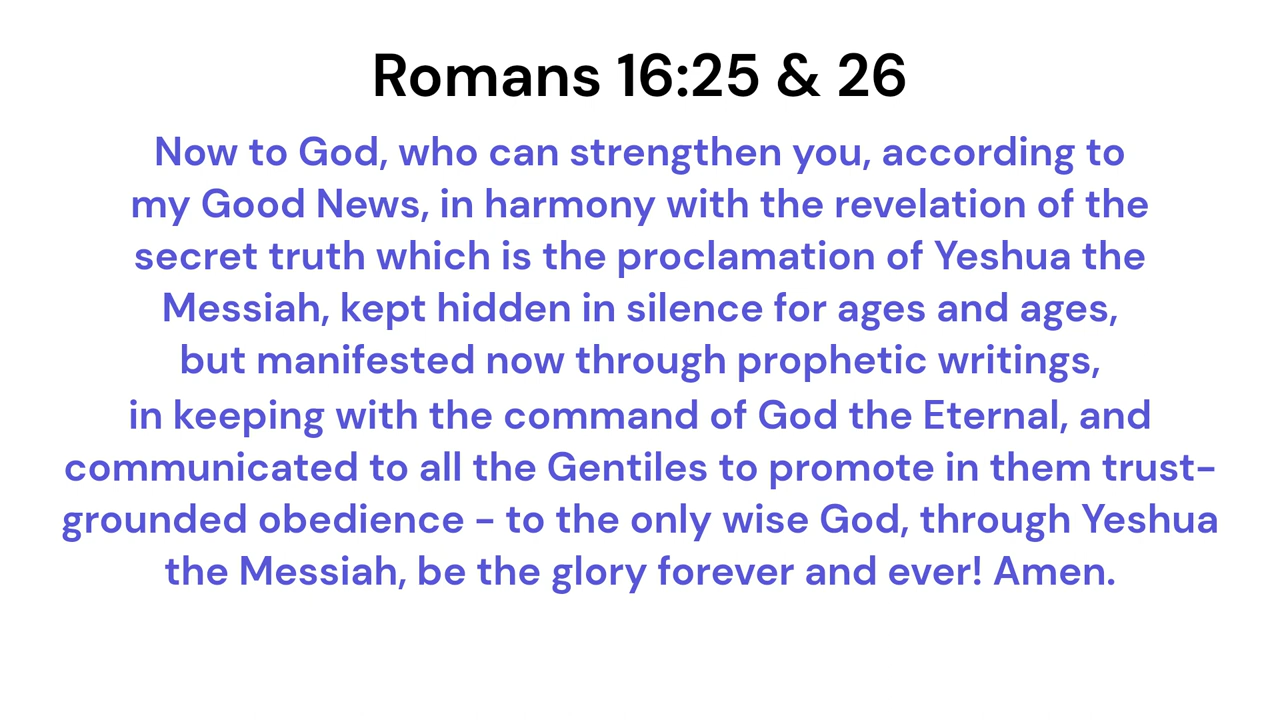 Romans 16:25 & 26
Now to God, who can strengthen you, according to
my Good News, in harmony with the revelation of the
secret truth which is the proclamation of Yeshua the
Messiah, kept hidden in silence for ages and ages,
but manifested now through prophetic writings,
in keeping with the command of God the Eternal, and
communicated to all the Gentiles to promote in them trust-
grounded obedience - to the only wise God, through Yeshua
the Messiah, be the glory forever and ever! Amen.